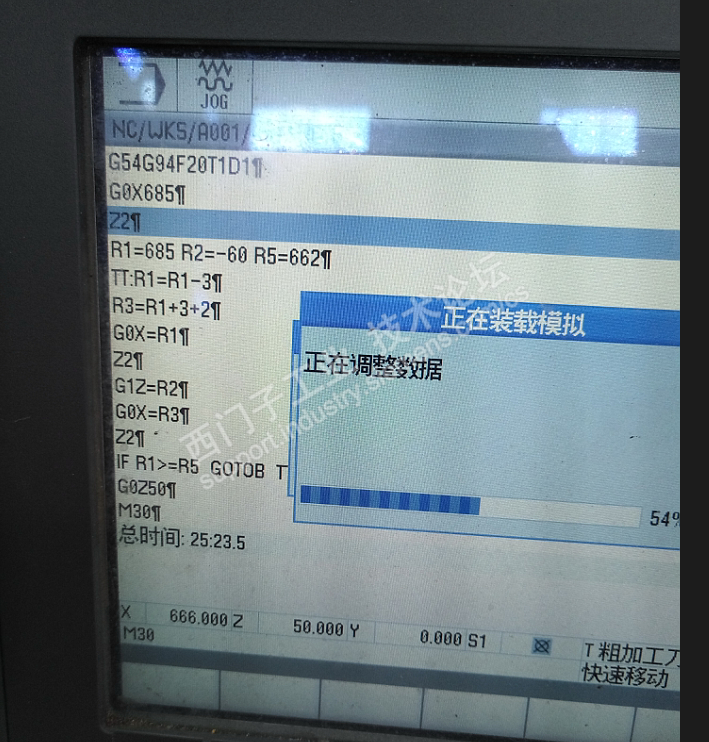 JOG
NC/WKS/A001/
G54G94F20T1D1¶
G0X685¶
Z2¶
R1=685 R2=-60 R5=662¶
TT:R1=R1-3¶
R3=R1+3+2¶
G0X=R1¶
Z2¶
G1Z=R2¶
G0X=R3¶
Z2¶
IF R1>=R5 GOTOB T
G0Z50¶
M30¶
总时间: 25:23.5
正在装载模拟
正在调整数据
54%
X 666.000 Z 50.000 Y 0.000 S1
M30
T 粗加工刀
快速移动
西门子工业 技术论坛
support.industry.siemens.com/cs